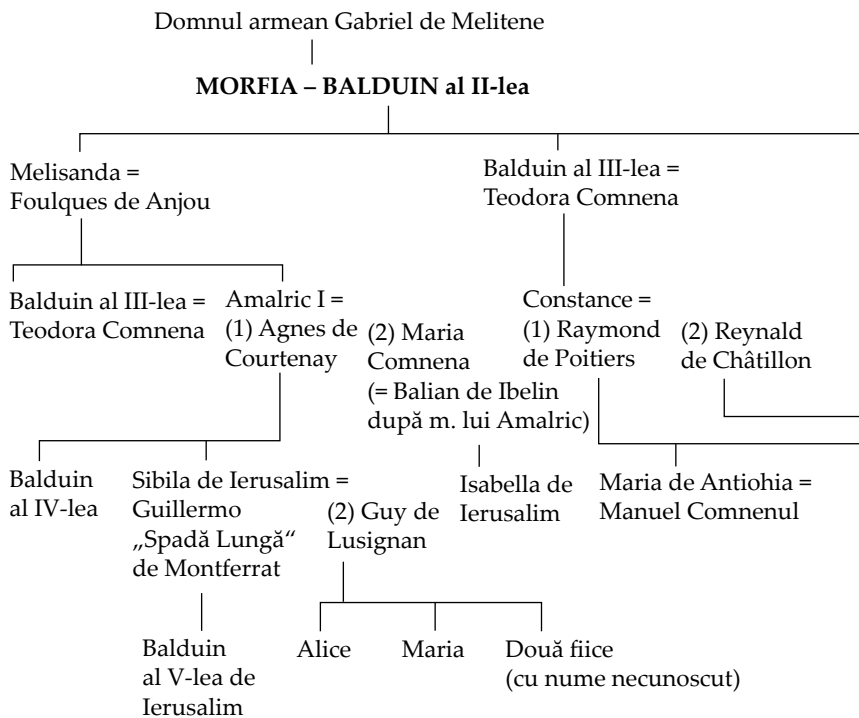 Domnul armean Gabriel de Melitene
MORFIA – BALDUIN al II-lea
Melisanda =
Foulques de Anjou
Balduin al III-lea =
Teodora Comnena
Balduin al III-lea =
Teodora Comnena
Amalric I =
(1) Agnes de
Courtenay
(2) Maria
Comnena
(= Balian de Ibelin
după m. lui Amalric)
Constance =
(1) Raymond
de Poitiers
(2) Reynald
de Châtillon
Balduin
al IV-lea
Sibila de Ierusalim =
Guillermo
„Spadă Lungă“
de Montferrat
(2) Guy de
Lusignan
Isabella de
Ierusalim
Maria de Antiohia =
Manuel Comnenul
Balduin
al V-lea de
Ierusalim
Alice
Maria
Două fiice
(cu nume necunoscut)